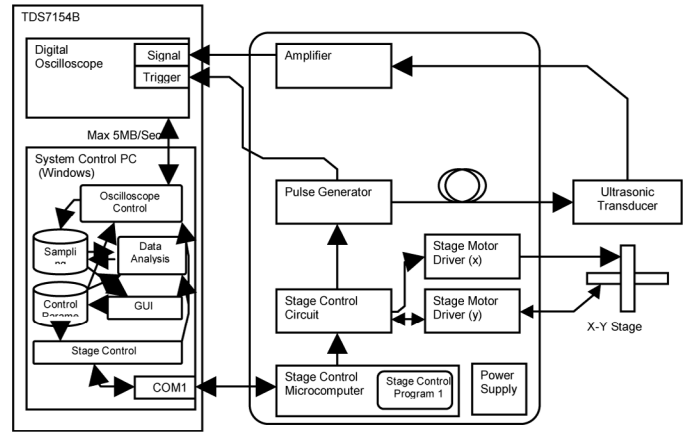 TDS7154B
Digital
Oscilloscope
Signal
Trigger
Amplifier
Max 5MB/Sec
System Control PC
(Windows)
Oscilloscope
Control
Pulse Generator
Ultrasonic
Transducer
Sampli
Data
Analysis
Stage Motor
Driver (x)
Control
GUI
Stage Control
Circuit
Stage Motor
Driver (y)
X-Y Stage
Stage Control
COM1
Stage Control
Microcomputer
Stage Control
Program 1
Power
Supply